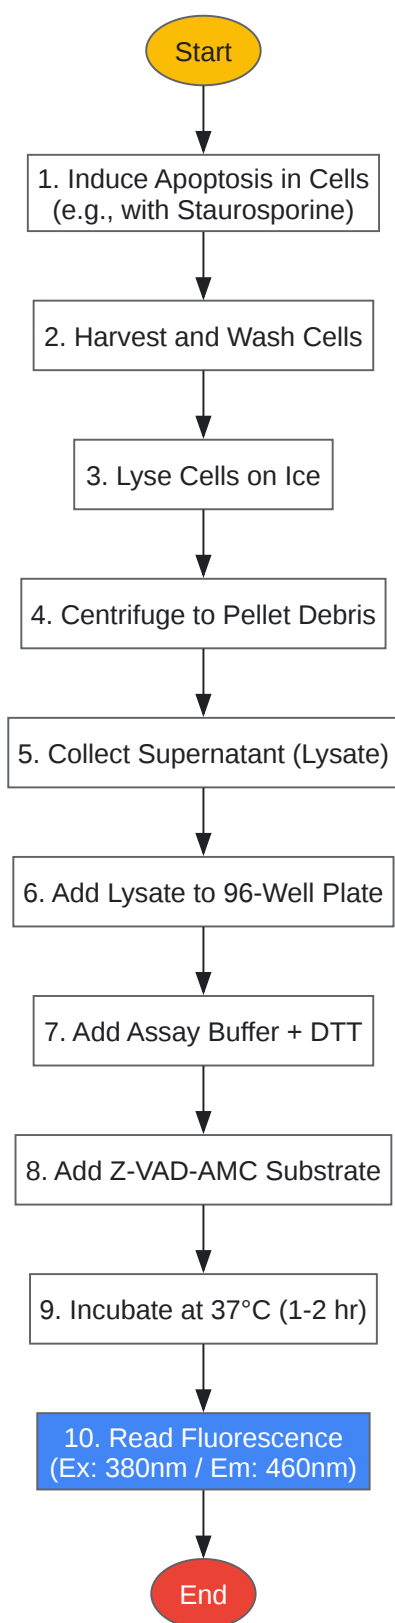 Start
1. Induce Apoptosis in Cells
(e.g., with Staurosporine)
2. Harvest and Wash Cells
3. Lyse Cells on Ice
4. Centrifuge to Pellet Debris
5. Collect Supernatant (Lysate)
6. Add Lysate to 96-Well Plate
7. Add Assay Buffer + DTT
8. Add Z-VAD-AMC Substrate
9. Incubate at 37°C (1-2 hr)
10. Read Fluorescence
(Ex: 380nm / Em: 460nm)
End